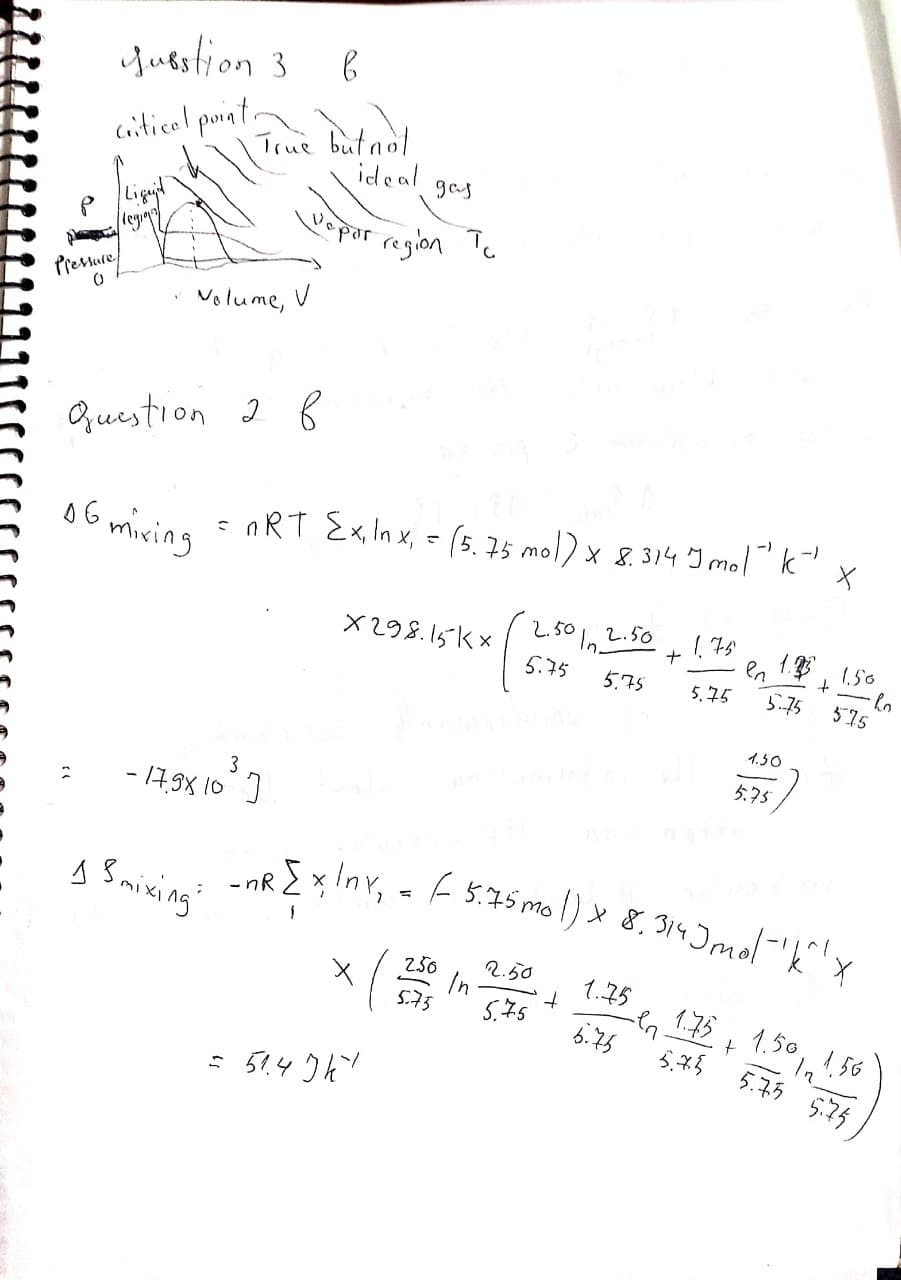 Question 3 b
critical point
True but not
ideal gas
Liquid
region
P
Pressure
0
Vapor region Tc
Volume, V
Question 2 b
ΔG mixing = nRT Σxᵢ ln xᵢ = (5.75 mol) × 8.314 J mol⁻¹ K⁻¹ ×
× 298.15K × ( 2.50/5.75 ln 2.50/5.75 + 1.75/5.75 ln 1.75/5.75 + 1.50/5.75 ln
1.50/5.75 )
= -17.9 × 10³ J
ΔS mixing = -nR Σ xᵢ ln xᵢ = (- 5.75 mol) × 8.314 J mol⁻¹ k⁻¹ ×
× ( 2.50/5.75 ln 2.50/5.75 + 1.75/5.75 ln 1.75/5.75 + 1.50/5.75 ln 1.50/5.75 )
= 51.4 J k⁻¹